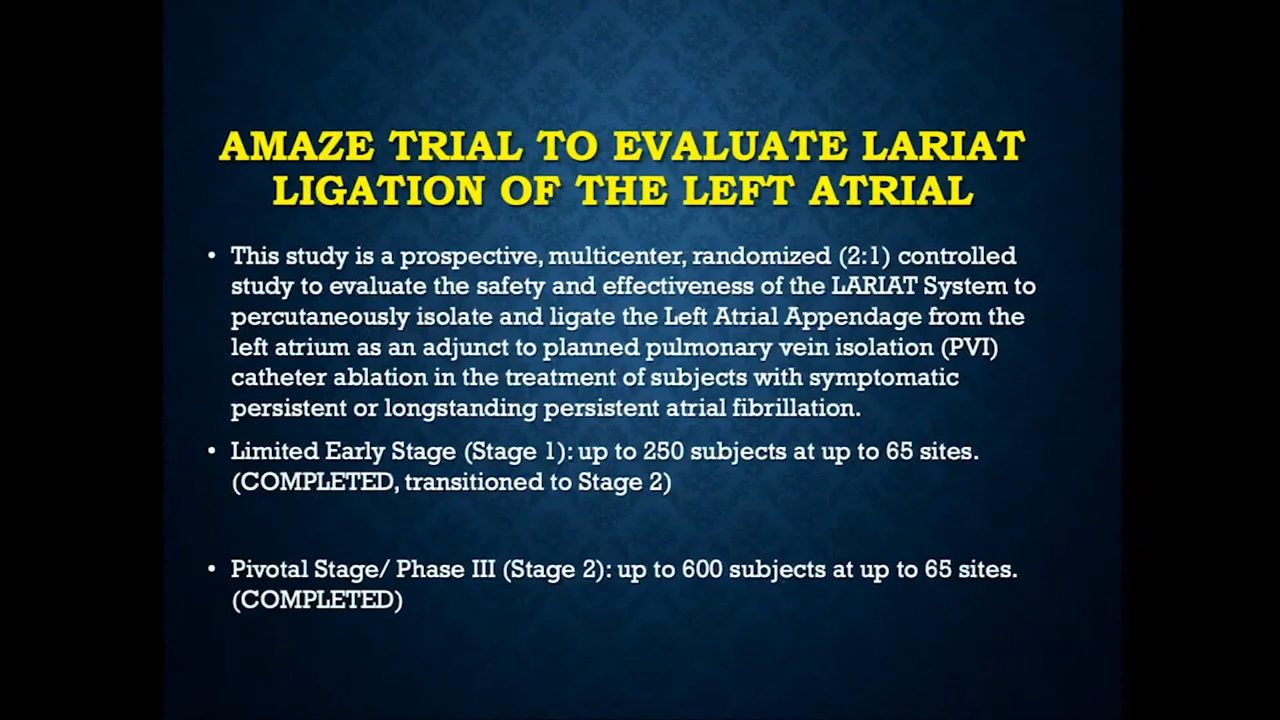 AMAZE TRIAL TO EVALUATE LARIAT
LIGATION OF THE LEFT ATRIAL
• This study is a prospective, multicenter, randomized (2:1) controlled
study to evaluate the safety and effectiveness of the LARIAT System to
percutaneously isolate and ligate the Left Atrial Appendage from the
left atrium as an adjunct to planned pulmonary vein isolation (PVI)
catheter ablation in the treatment of subjects with symptomatic
persistent or longstanding persistent atrial fibrillation.
• Limited Early Stage (Stage 1): up to 250 subjects at up to 65 sites.
(COMPLETED, transitioned to Stage 2)
• Pivotal Stage/ Phase III (Stage 2): up to 600 subjects at up to 65 sites.
(COMPLETED)